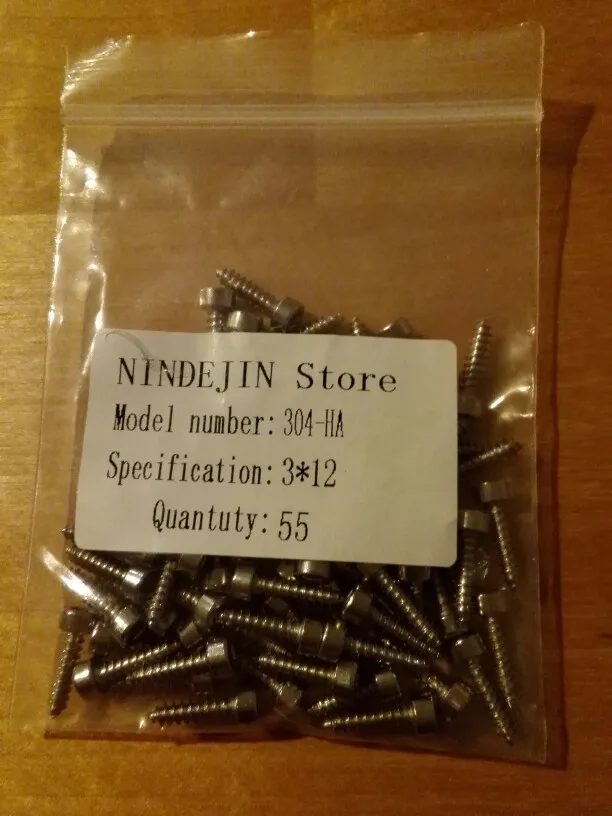 NINDEJIN Store
Model number: 304-HA
Specification: 3*12
Quantuty: 55